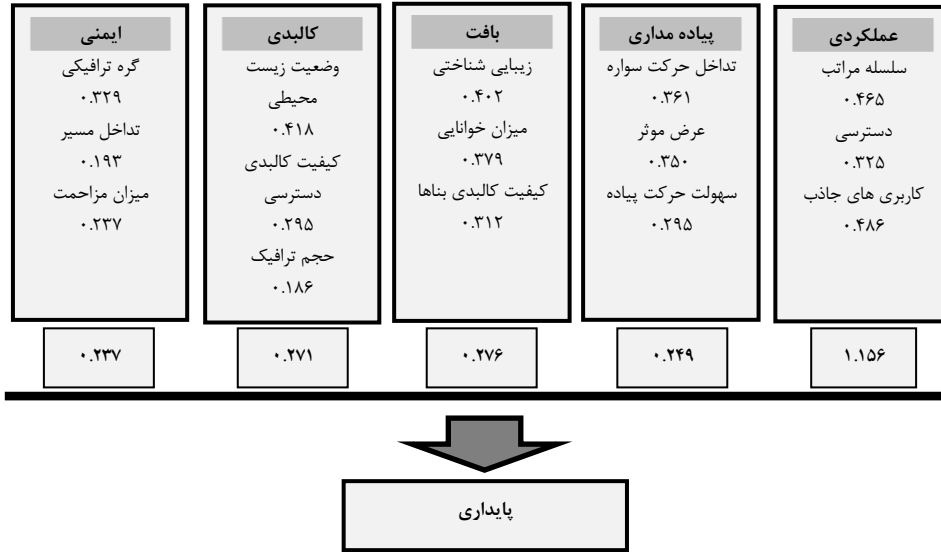 عملکردی
سلسله مراتب
۰.۴۶۵
دسترسی
۰.۳۲۵
کاربری های جاذب
۰.۴۸۶
۱.۱۵۶
پیاده مداری
تداخل حرکت سواره
۰.۳۶۱
عرض موثر
۰.۳۵۰
سهولت حرکت پیاده
۰.۲۹۵
۰.۲۴۹
بافت
زیبایی شناختی
۰.۴۰۲
میزان خوانایی
۰.۳۷۹
کیفیت کالبدی بناها
۰.۳۱۲
۰.۲۷۶
کالبدی
وضعیت زیست
محیطی
۰.۴۱۸
کیفیت کالبدی
دسترسی
۰.۲۹۵
حجم ترافیک
۰.۱۸۶
۰.۲۷۱
ایمنی
گره ترافیکی
۰.۳۲۹
تداخل مسیر
۰.۱۹۳
میزان مزاحمت
۰.۲۳۷
۰.۲۳۷
پایداری